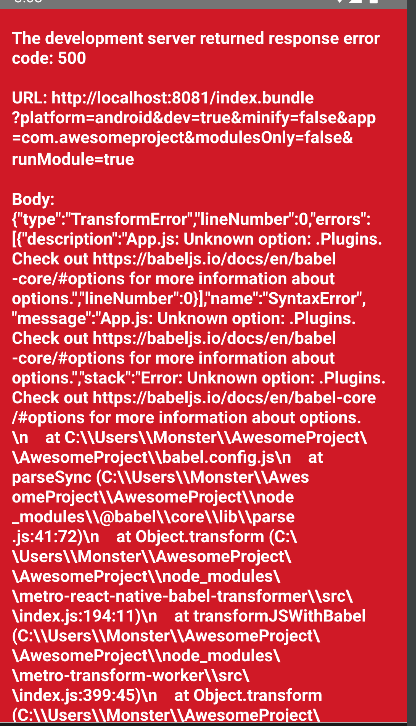 The development server returned response error
code: 500
URL: http://localhost:8081/index.bundle
?platform=android&dev=true&minify=false&app
=com.awesomeproject&modulesOnly=false&
runModule=true
Body:
{"type":"TransformError","lineNumber":0,"errors":
[{"description":"App.js: Unknown option: .Plugins.
Check out https://babeljs.io/docs/en/babel
-core/#options for more information about
options.","lineNumber":0}],"name":"SyntaxError",
"message":"App.js: Unknown option: .Plugins.
Check out https://babeljs.io/docs/en/babel
-core/#options for more information about
options.","stack":"Error: Unknown option: .Plugins.
Check out https://babeljs.io/docs/en/babel-core
/#options for more information about options.
\n    at C:\\Users\\Monster\\AwesomeProject\
\AwesomeProject\\babel.config.js\n    at
parseSync (C:\\Users\\Monster\\Awes
omeProject\\AwesomeProject\\node
_modules\\@babel\\core\\lib\\parse
.js:41:72)\n    at Object.transform (C:\
\Users\\Monster\\AwesomeProject\
\AwesomeProject\\node_modules\
\metro-react-native-babel-transformer\\src\
\index.js:194:11)\n    at transformJSWithBabel
(C:\\Users\\Monster\\AwesomeProject\
\AwesomeProject\\node_modules\
\metro-transform-worker\\src\
\index.js:399:45)\n    at Object.transform
(C:\\Users\\Monster\\AwesomeProject\